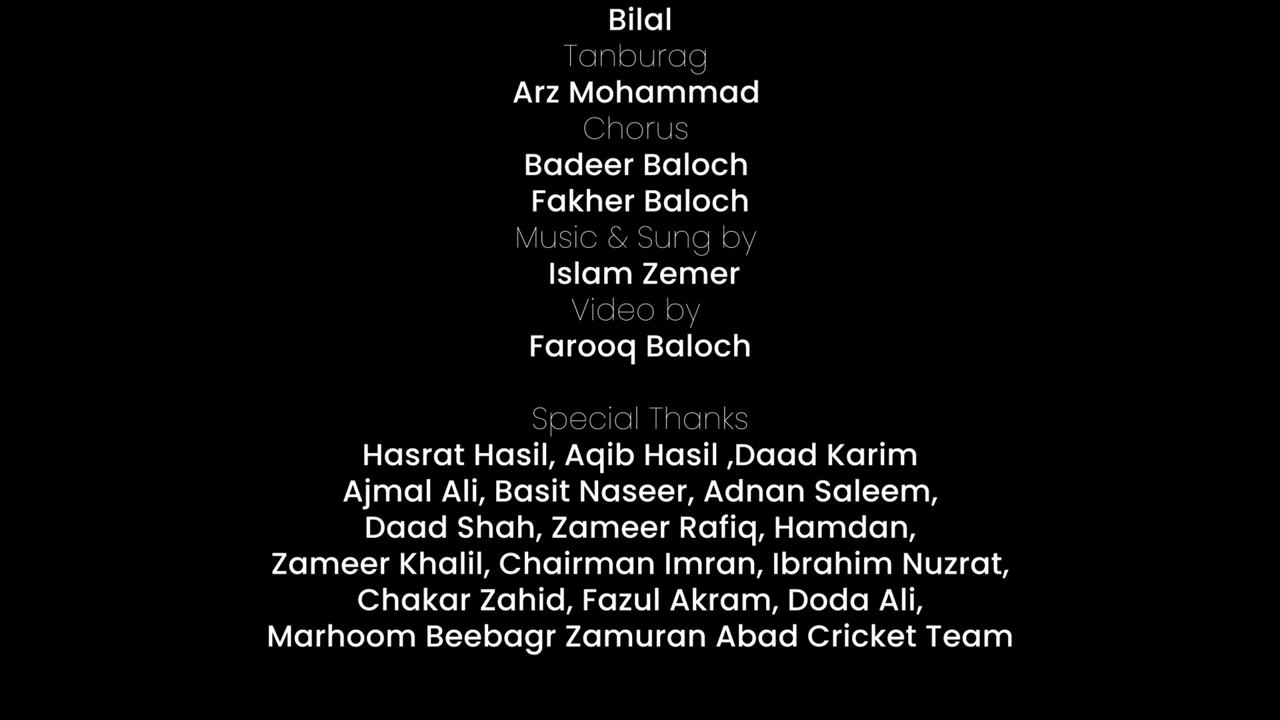 Bilal
Tanburag
Arz Mohammad
Chorus
Badeer Baloch
Fakher Baloch
Music & Sung by
Islam Zemer
Video by
Farooq Baloch
Special Thanks
Hasrat Hasil, Aqib Hasil ,Daad Karim
Ajmal Ali, Basit Naseer, Adnan Saleem,
Daad Shah, Zameer Rafiq, Hamdan,
Zameer Khalil, Chairman Imran, Ibrahim Nuzrat,
Chakar Zahid, Fazul Akram, Doda Ali,
Marhoom Beebagr Zamuran Abad Cricket Team